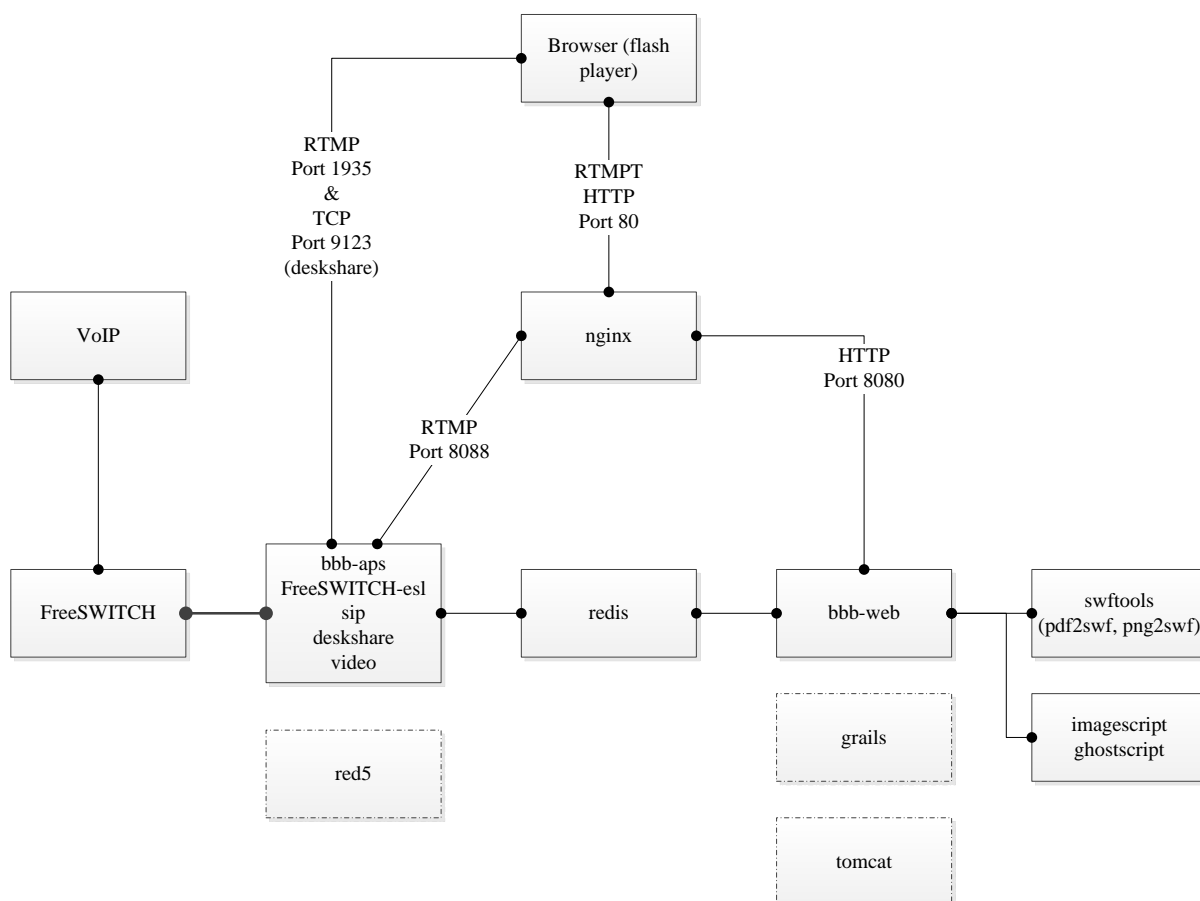 Browser (flash
player)
RTMP
Port 1935
&
TCP
Port 9123
(deskshare)
RTMPT
HTTP
Port 80
VoIP
nginx
HTTP
Port 8080
RTMP
Port 8088
FreeSWITCH
bbb-aps
FreeSWITCH-esl
sip
deskshare
video
redis
bbb-web
swftools
(pdf2swf, png2swf)
red5
grails
imagescript
ghostscript
tomcat